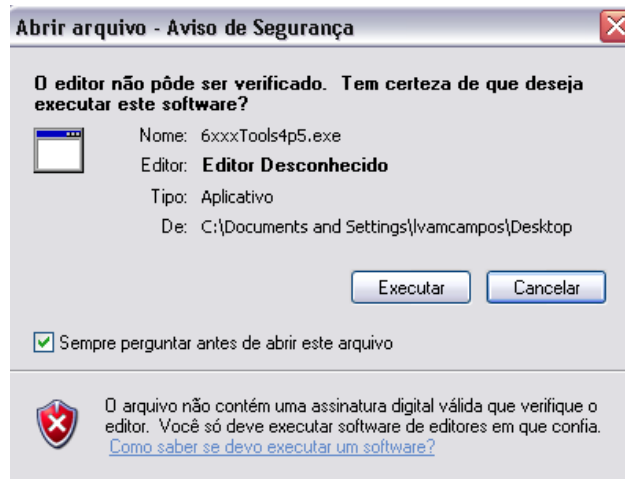 Abrir arquivo - Aviso de Segurança
O editor não pôde ser verificado. Tem certeza de que deseja
executar este software?
Nome: 6xxxTools4p5.exe
Editor: Editor Desconhecido
Tipo: Aplicativo
De: C:\Documents and Settings\lvamcampos\Desktop
Executar Cancelar
Sempre perguntar antes de abrir este arquivo
O arquivo não contém uma assinatura digital válida que verifique o
editor. Você só deve executar software de editores em que confia.
Como saber se devo executar um software?